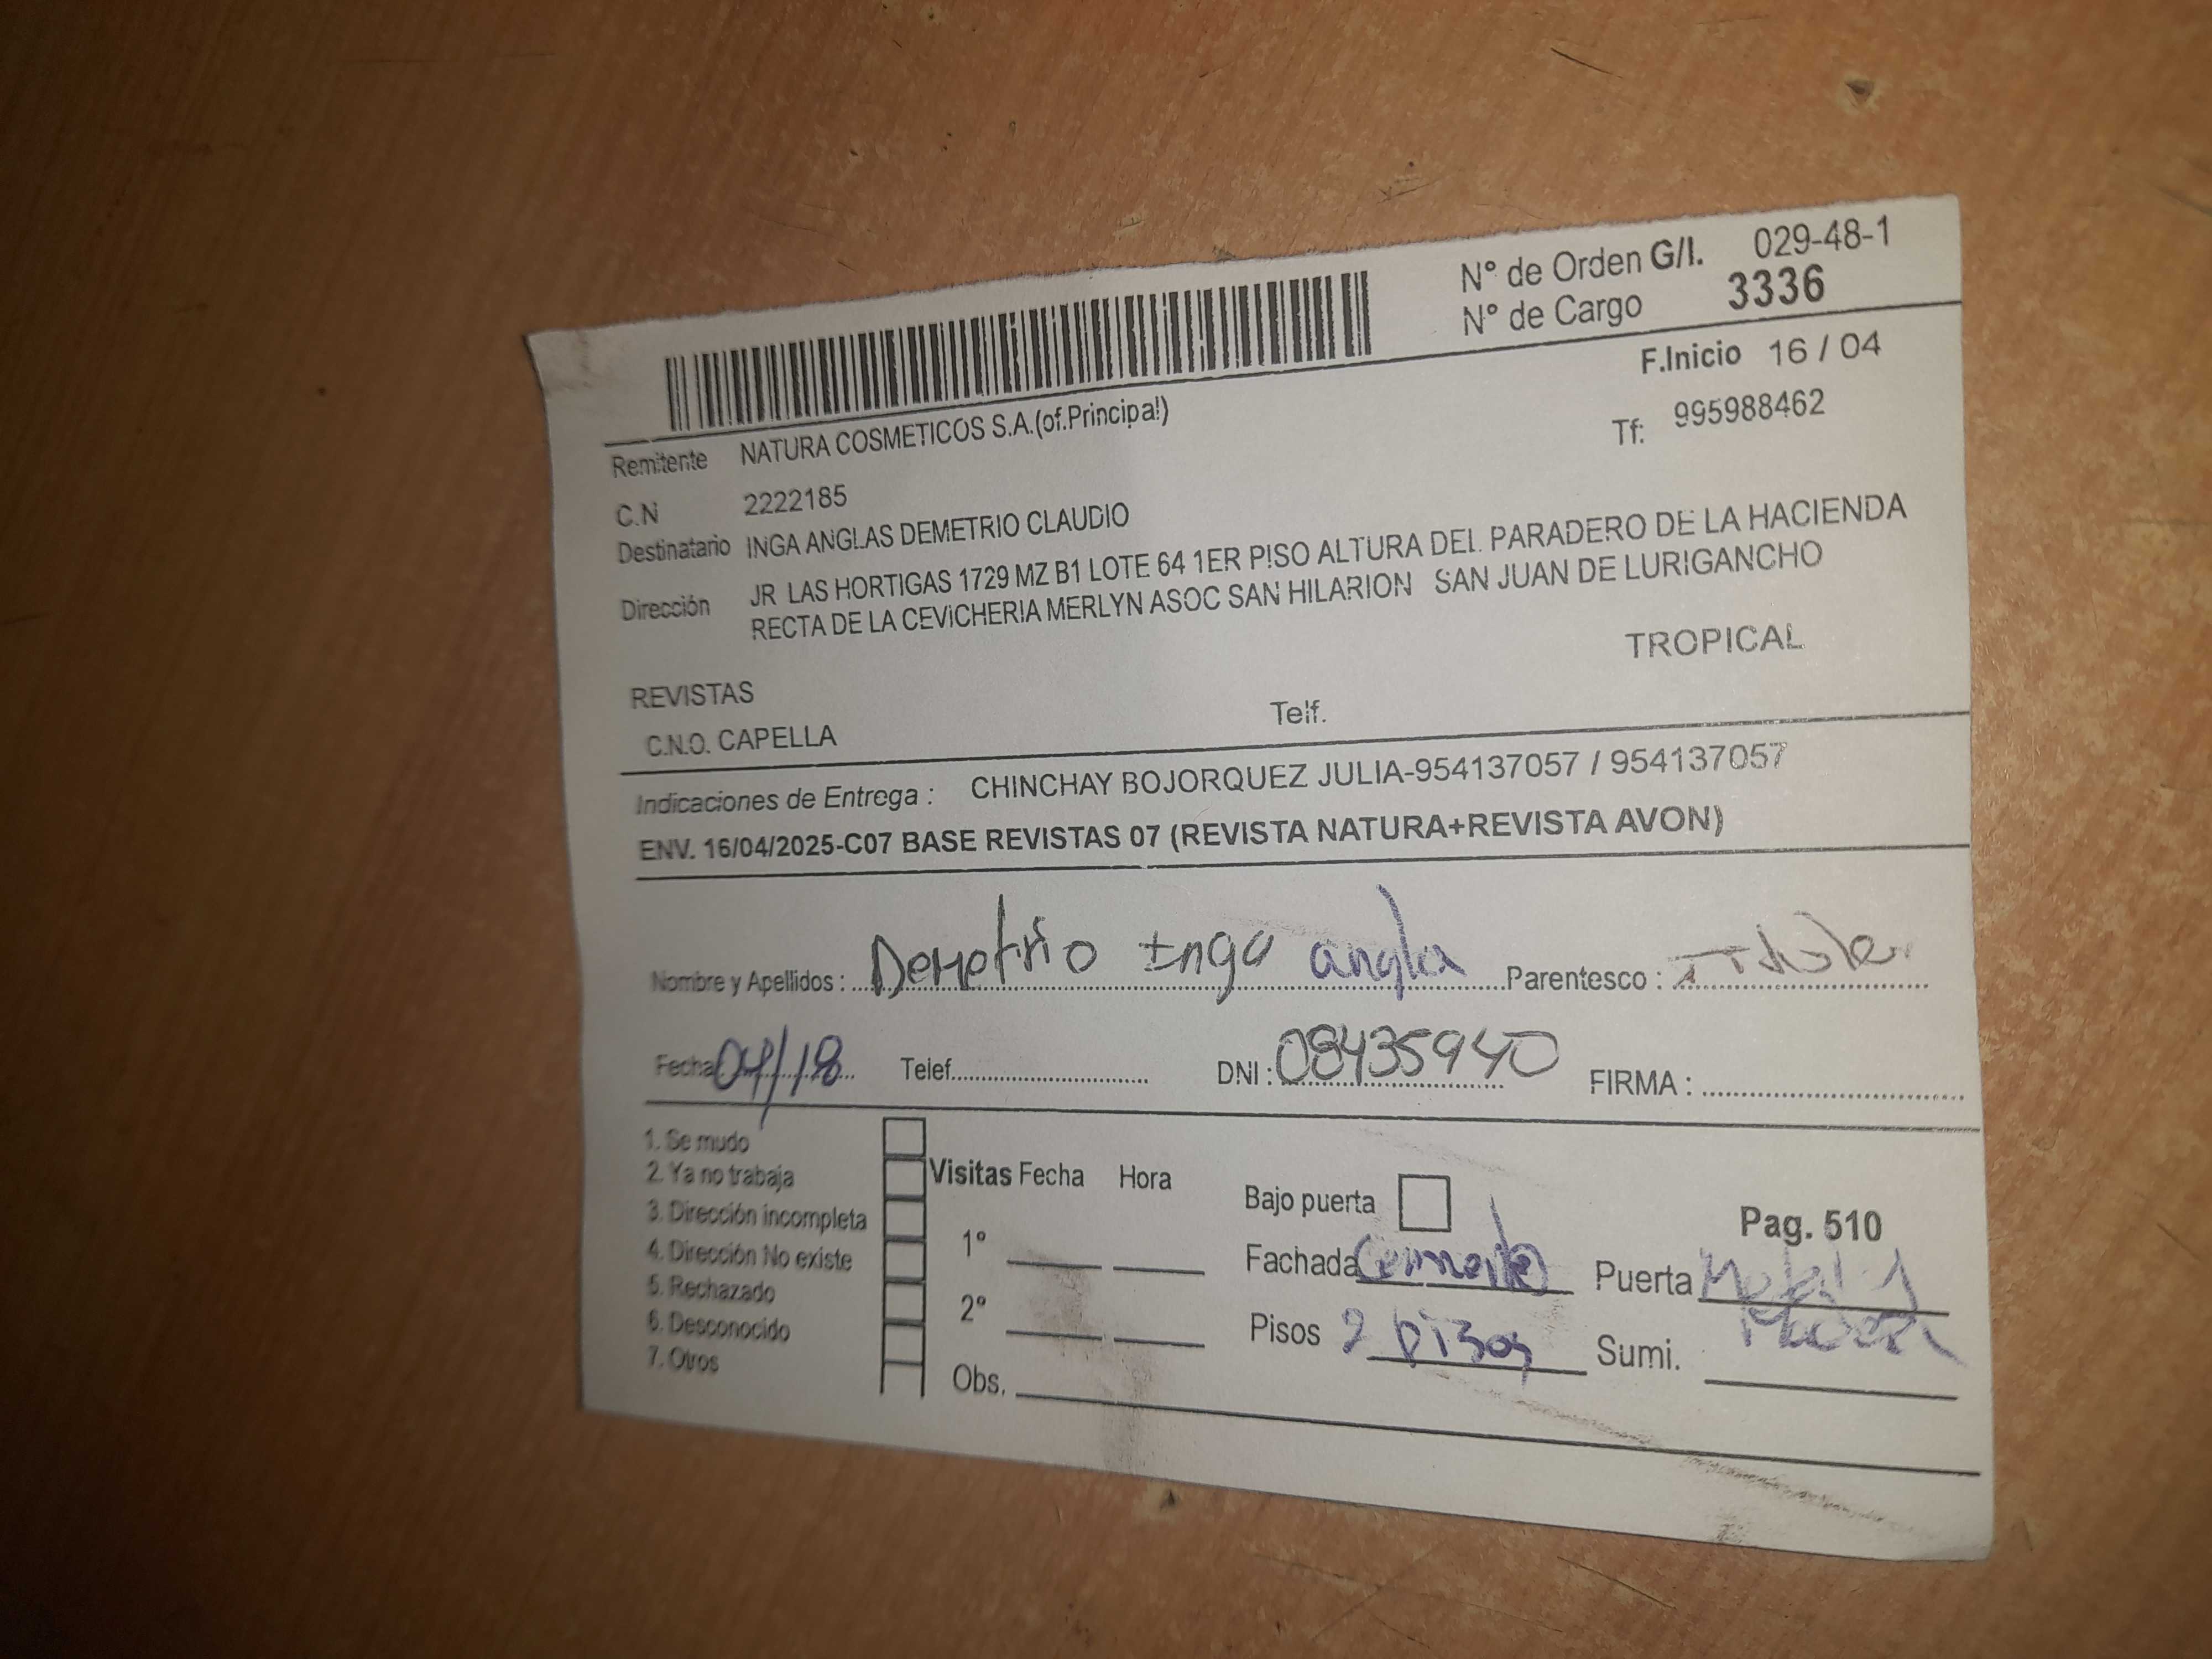 N° de Orden G/I. 029-48-1
N° de Cargo 3336
F.Inicio 16 / 04
Remitente NATURA COSMETICOS S.A.(of.Principal)
Tf: 995988462
C.N 2222185
Destinatario INGA ANGLAS DEMETRIO CLAUDIO
Dirección JR LAS HORTIGAS 1729 MZ B1 LOTE 64 1ER PISO ALTURA DEL PARADERO DE LA HACIENDA
RECTA DE LA CEVICHERIA MERLYN ASOC SAN HILARION SAN JUAN DE LURIGANCHO
TROPICAL
REVISTAS
C.N.O. CAPELLA Telf.
Indicaciones de Entrega : CHINCHAY BOJORQUEZ JULIA-954137057 / 954137057
ENV. 16/04/2025-C07 BASE REVISTAS 07 (REVISTA NATURA+REVISTA AVON)
Nombre y Apellidos : Demetrio Inga angla Parentesco : Titular
Fecha 04/18 Telef. DNI : 08435940 FIRMA :
1. Se mudo
2. Ya no trabaja
3. Dirección incompleta
4. Dirección No existe
5. Rechazado
6. Desconocido
7. Otros
Visitas Fecha Hora
1°
2°
Obs.
Bajo puerta
Pag. 510
Fachada Puerta
Pisos 2 pisos Sumi.